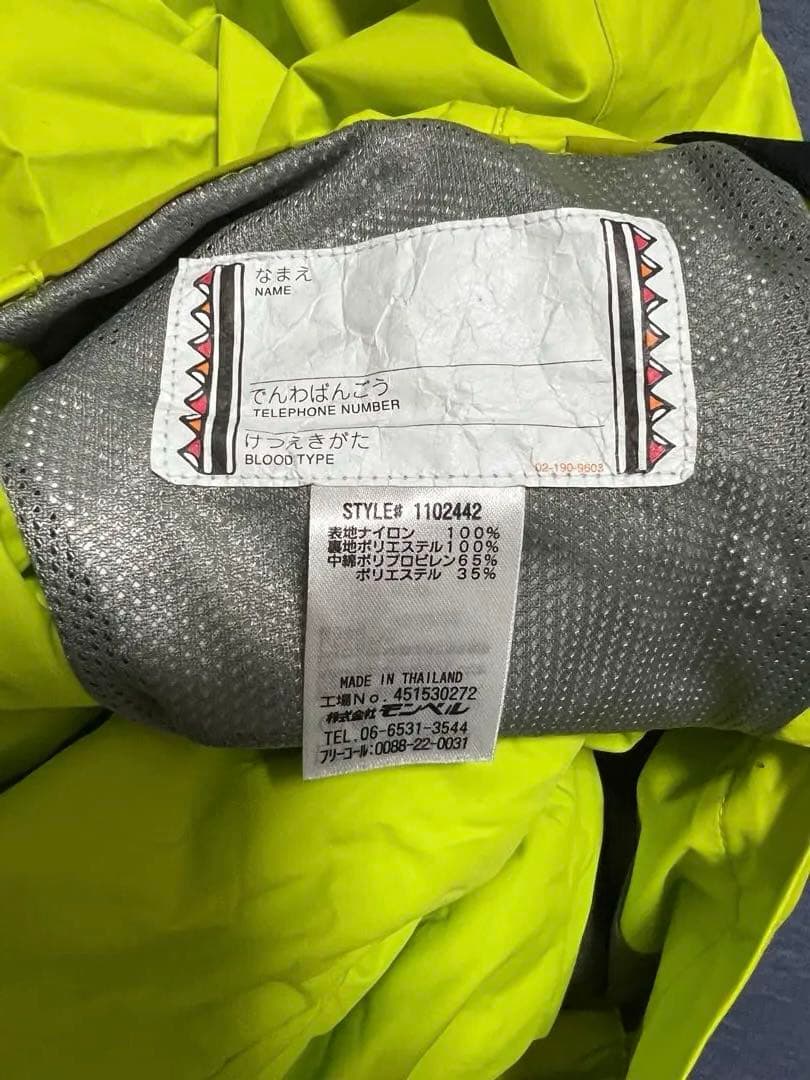 なまえ
NAME
でんわばんごう
TELEPHONE NUMBER
けつえきがた
BLOOD TYPE
02-190-9603
STYLE# 1102442
表地ナイロン 100%
裏地ポリエステル100%
中綿ポリプロピレン65%
ポリエステル 35%
MADE IN THAILAND
工場No. 451530272
株式会社 モンベル
TEL.06-6531-3544
フリーコール:0088-22-0031